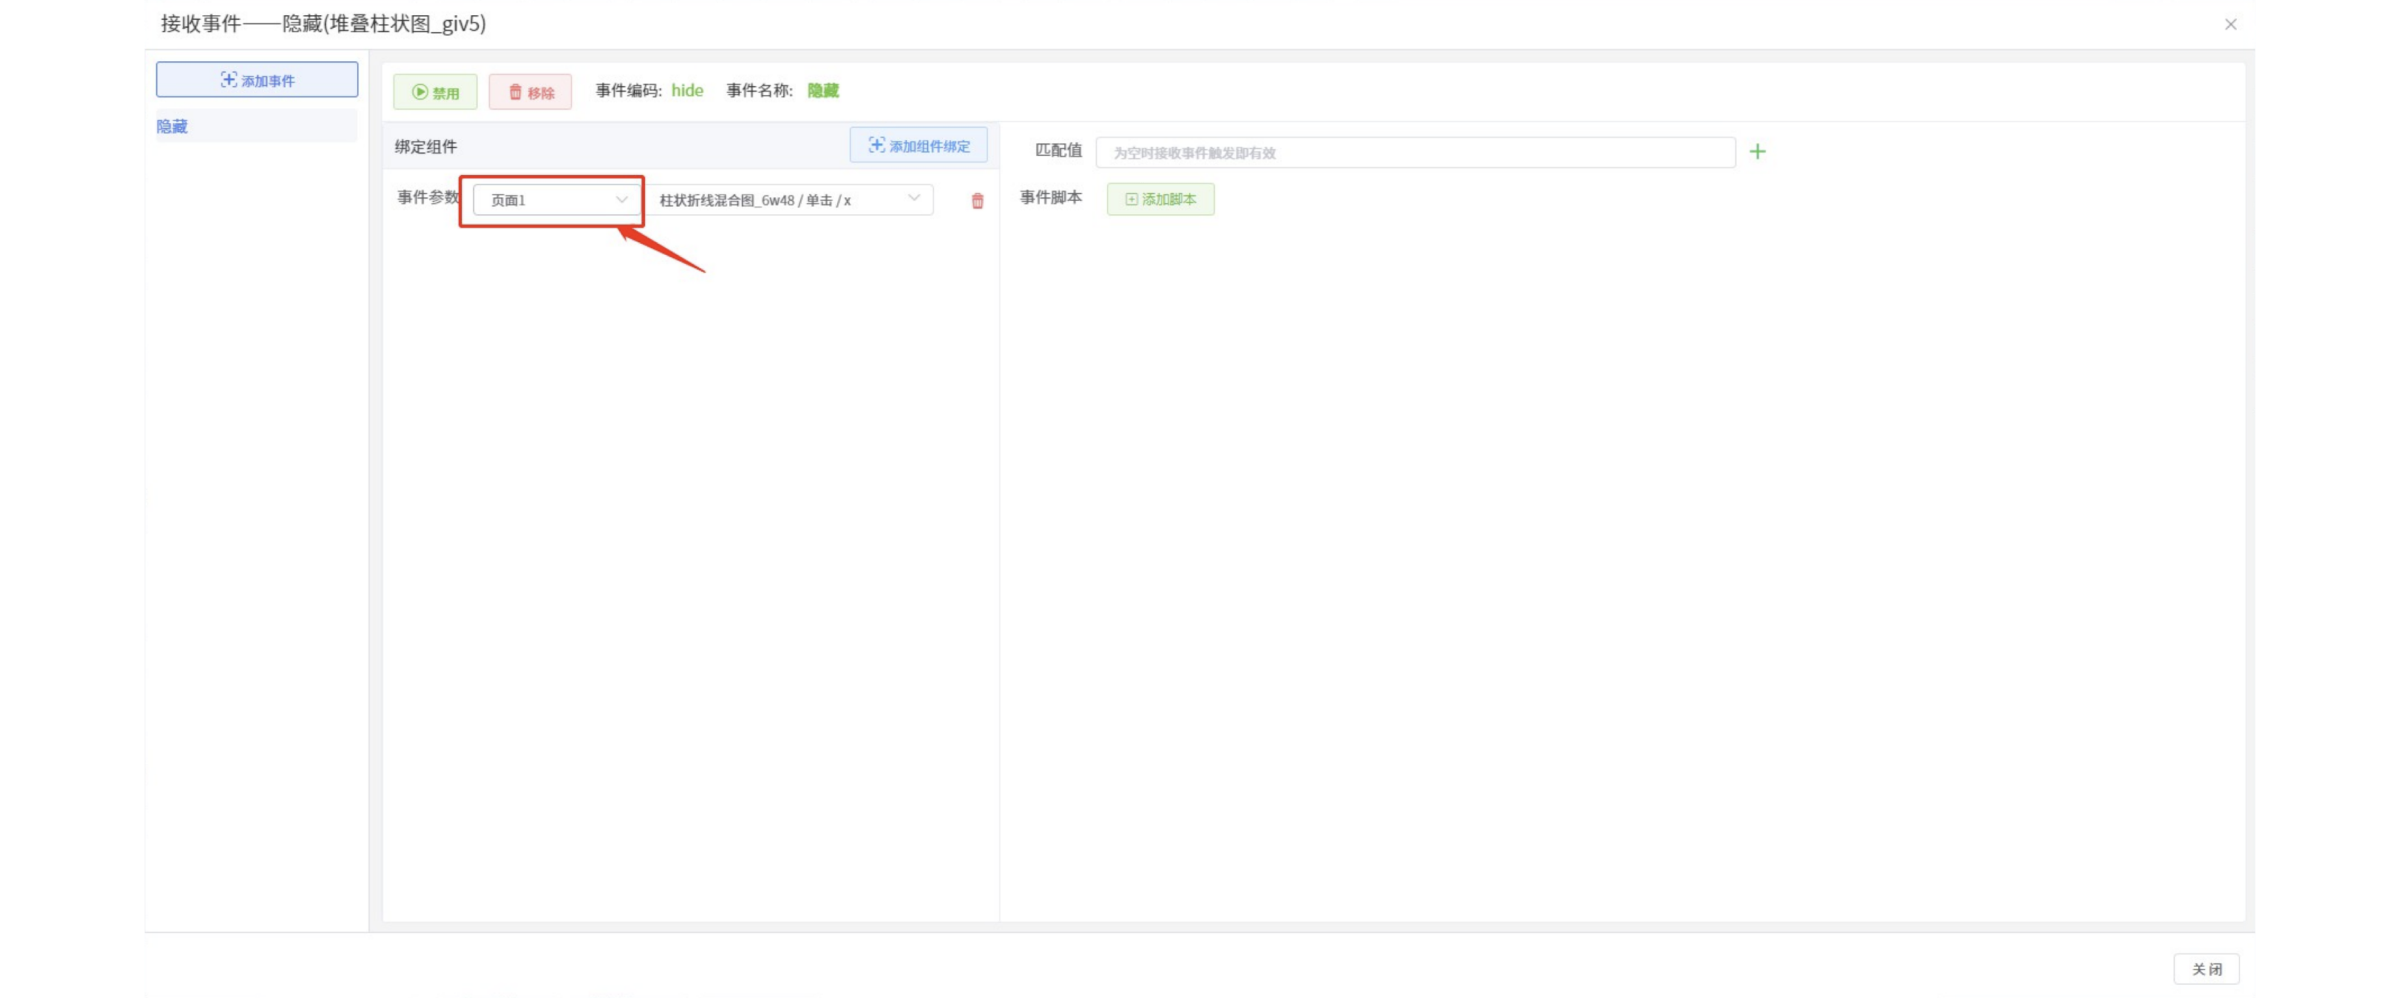 接收事件——隐藏(堆叠柱状图_giv5)
添加事件
隐藏
禁用
移除
事件编码: hide
事件名称: 隐藏
绑定组件
添加组件绑定
事件参数
页面1
柱状折线混合图_6w48 / 单击 / x
匹配值
为空时接收事件触发即有效
事件脚本
添加脚本
关闭